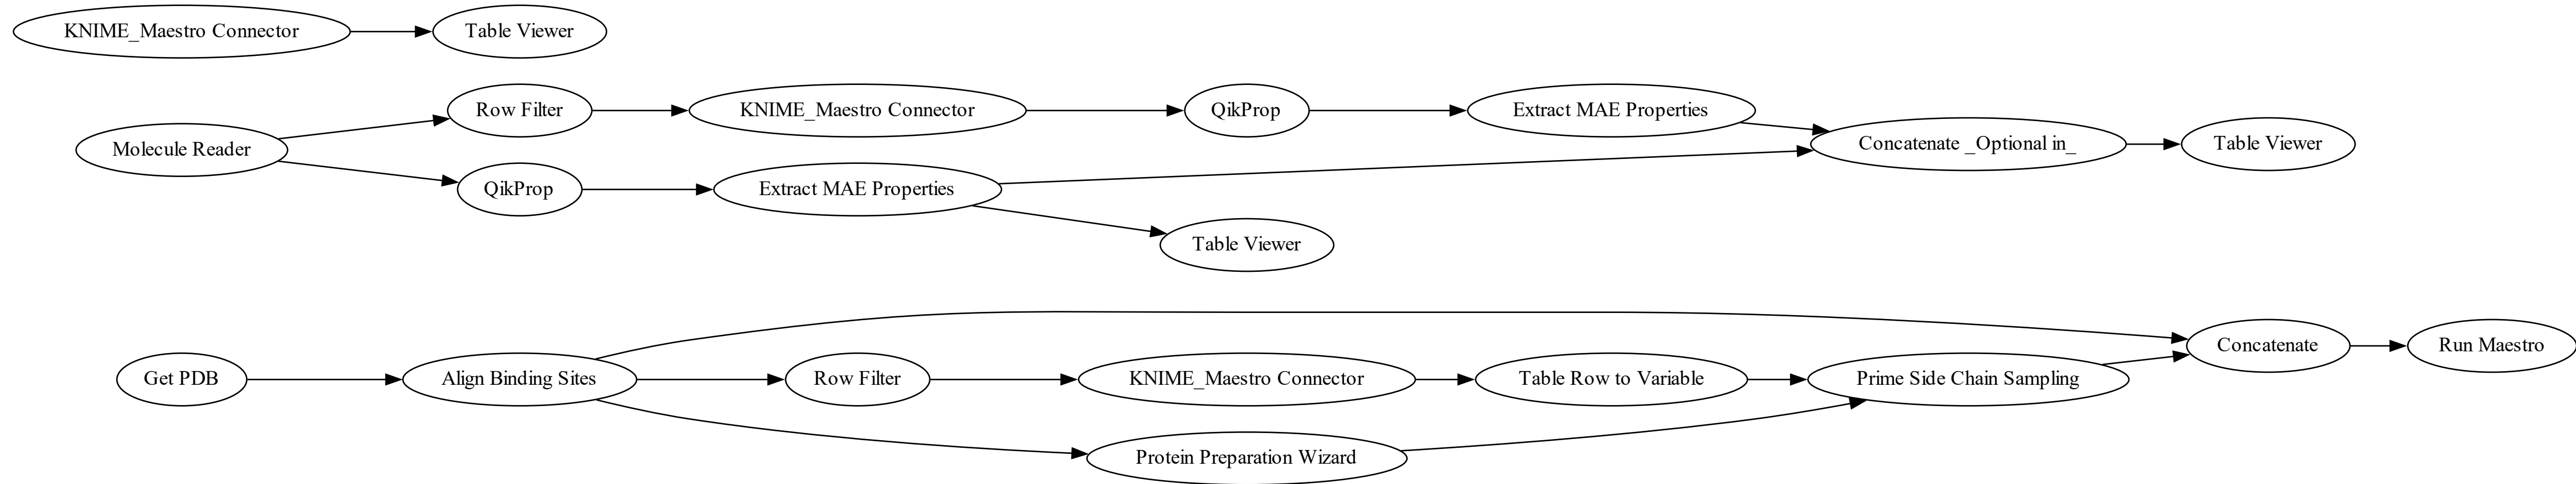 KNIME_Maestro Connector
Table Viewer
Row Filter
KNIME_Maestro Connector
QikProp
Extract MAE Properties
Molecule Reader
Concatenate _Optional in_
Table Viewer
QikProp
Extract MAE Properties
Table Viewer
Concatenate
Run Maestro
Get PDB
Align Binding Sites
Row Filter
KNIME_Maestro Connector
Table Row to Variable
Prime Side Chain Sampling
Protein Preparation Wizard